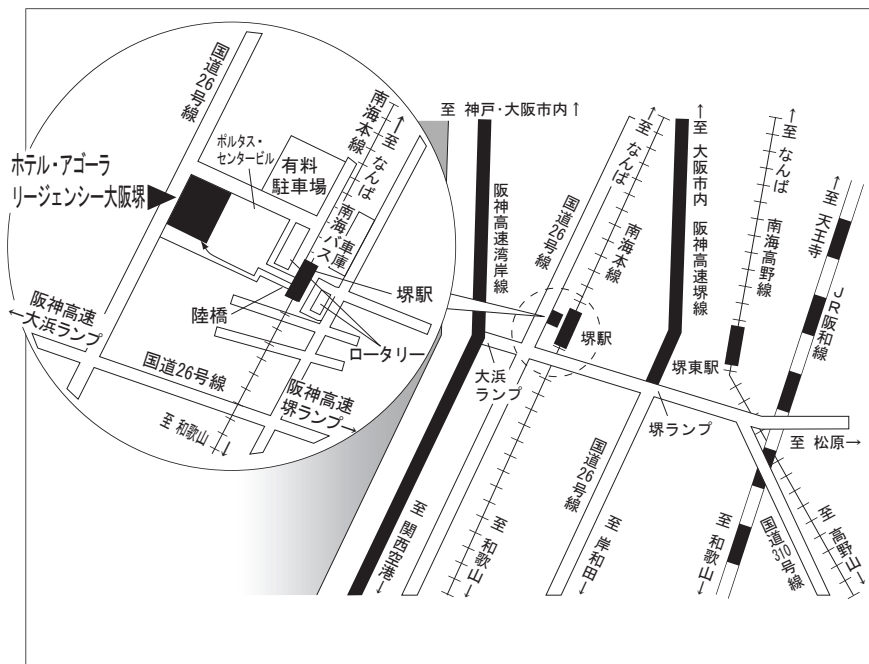 国道26号線
ポルタス・
センタービル
有料
駐車場
南海本線
←至 なんば
ホテル・アゴーラ
リージェンシー大阪堺
南海バス車庫
堺駅
陸橋
ロータリー
阪神高速
←大浜ランプ
国道26号線
阪神高速
堺ランプ→
至 和歌山←
至 神戸・大阪市内↑
阪神高速湾岸線
国道26号線
←至 なんば
南海本線
←至 大阪市内
阪神高速堺線
←至 なんば
南海高野線
←至 天王寺
JR阪和線
堺駅
堺東駅
大浜
ランプ
堺ランプ
至 松原→
国道26号線
至 関西空港→
至 和歌山→
至 岸和田→
至 和歌山→
国道310号線
至 高野山→